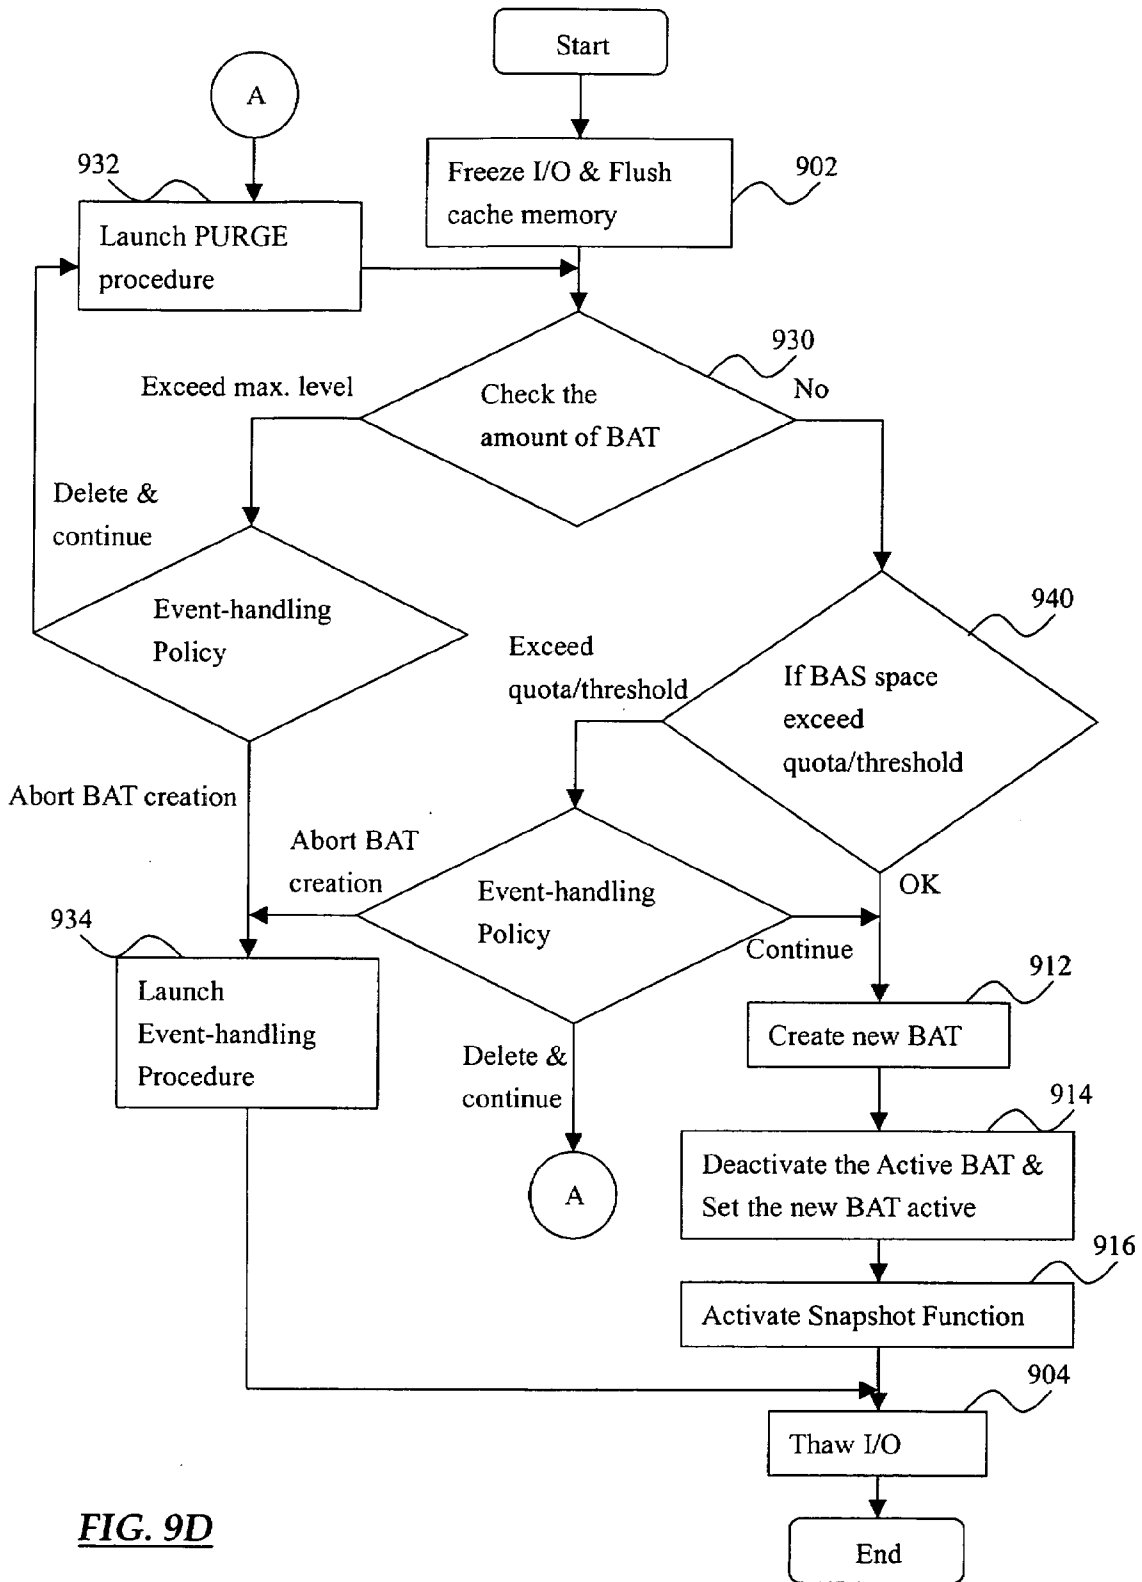 Start
A
932
Freeze I/O & Flush
cache memory
902
Launch PURGE
procedure
930
Exceed max. level
No
Check the
amount of BAT
Delete &
continue
Event-handling
Policy
940
Exceed
quota/threshold
If BAS space
exceed
quota/threshold
Abort BAT creation
Abort BAT
creation
OK
Event-handling
Policy
934
Continue
912
Launch
Event-handling
Procedure
Create new BAT
Delete &
continue
914
Deactivate the Active BAT &
Set the new BAT active
A
916
Activate Snapshot Function
904
Thaw I/O
FIG. 9D
End